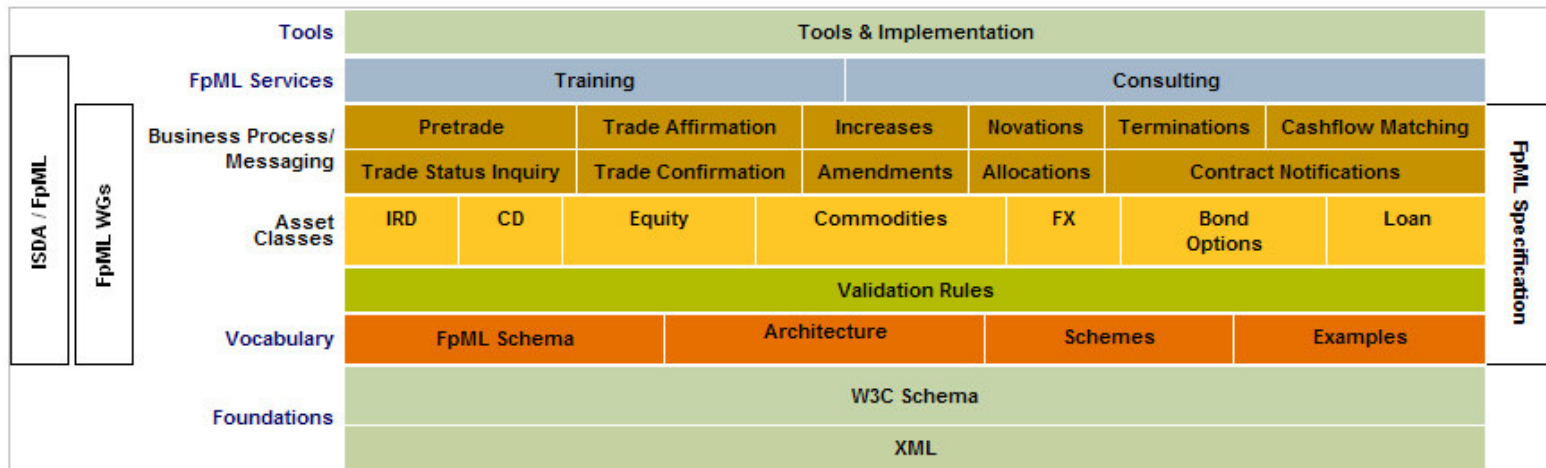 Tools
Tools & Implementation
FpML Services
Training
Consulting
Business Process/
Messaging
Pretrade
Trade Affirmation
Increases
Novations
Terminations
Cashflow Matching
Trade Status Inquiry
Trade Confirmation
Amendments
Allocations
Contract Notifications
Asset
Classes
IRD
CD
Equity
Commodities
FX
Bond
Options
Loan
Validation Rules
Vocabulary
FpML Schema
Architecture
Schemes
Examples
Foundations
W3C Schema
XML
ISDA / FpML
FpML WGs
FpML Specification